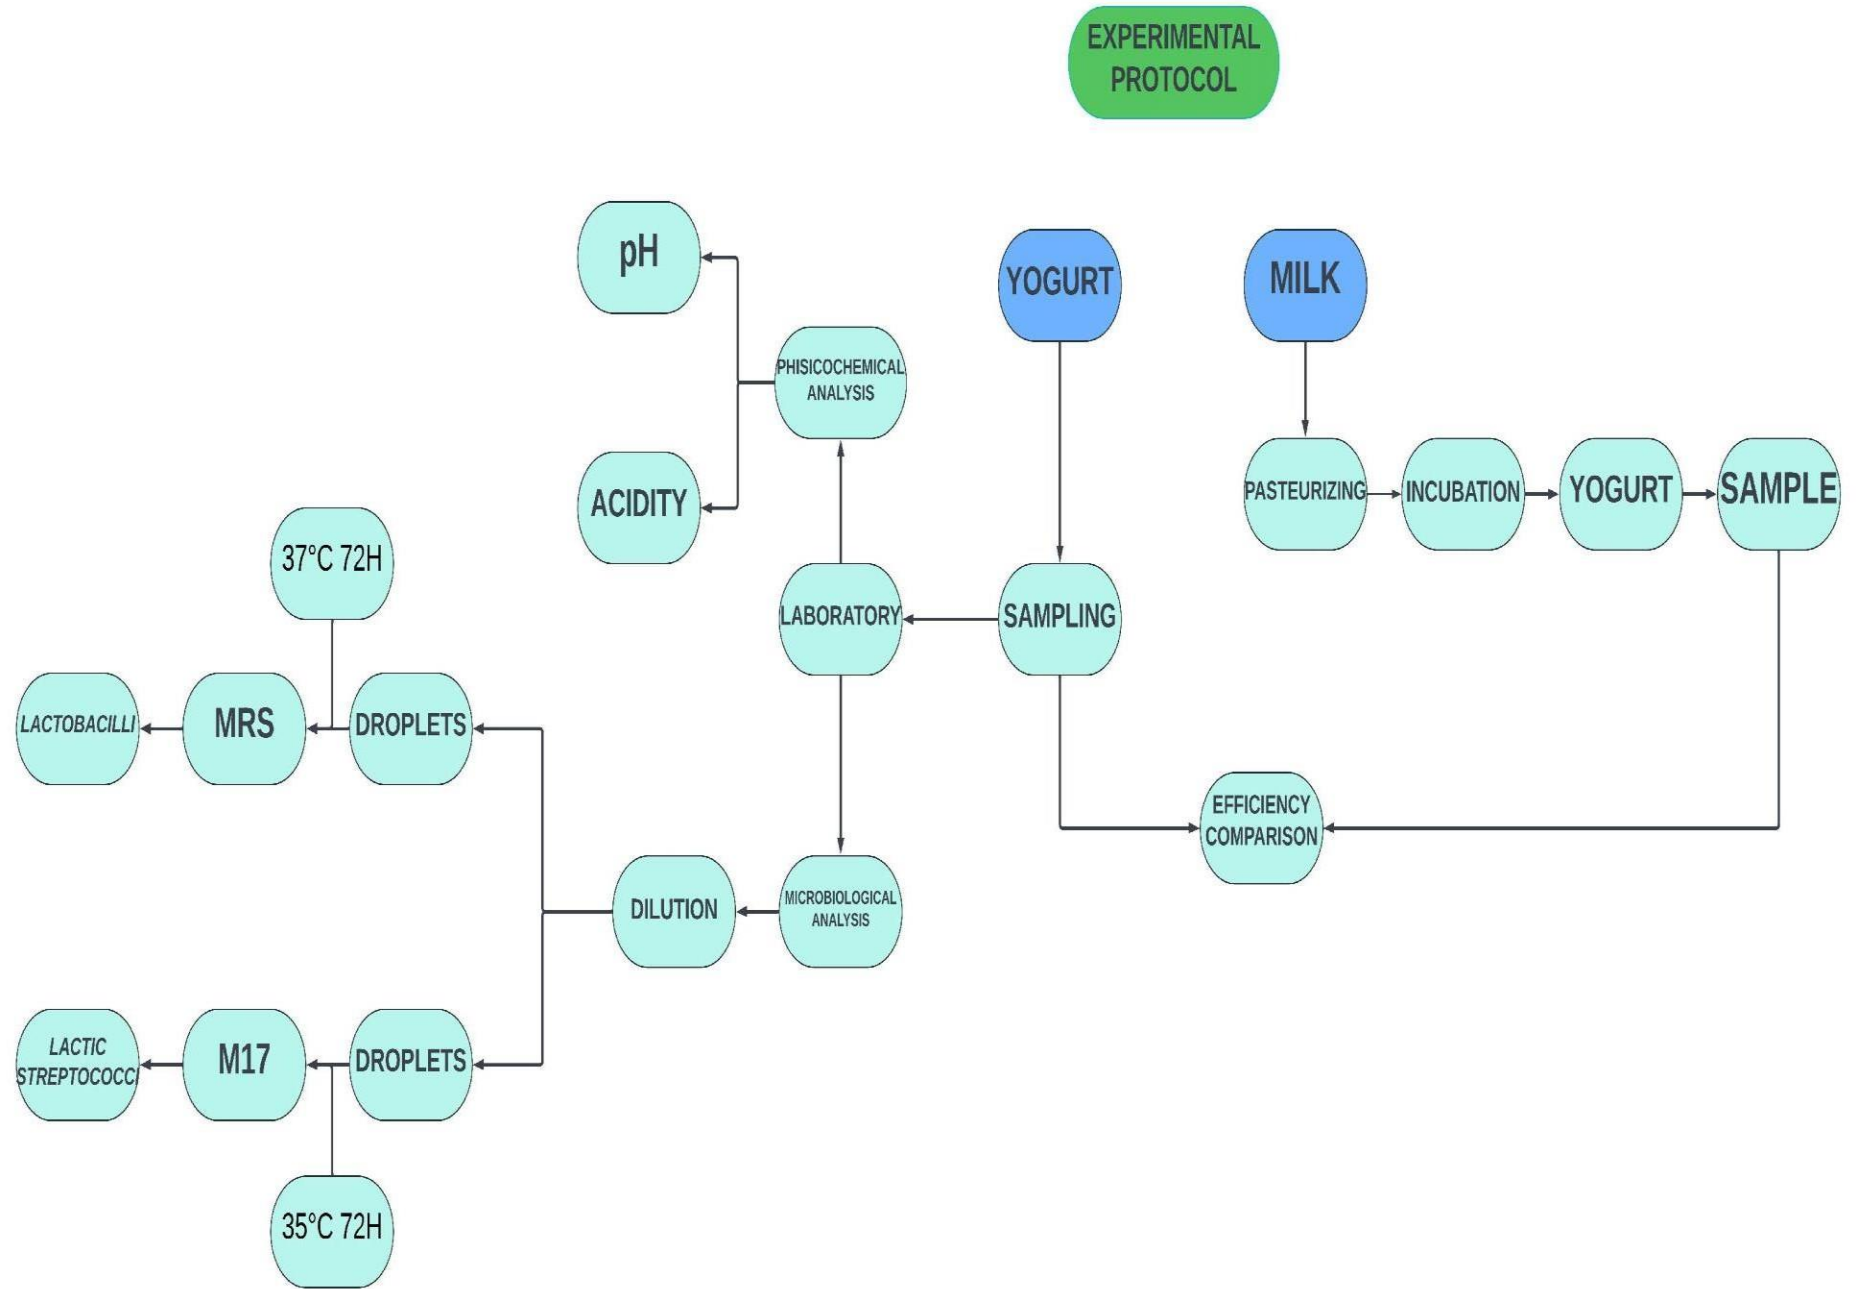 EXPERIMENTAL
PROTOCOL
pH
YOGURT
MILK
PHISICOCHEMICAL
ANALYSIS
ACIDITY
PASTEURIZING
INCUBATION
YOGURT
SAMPLE
37°C 72H
LABORATORY
SAMPLING
LACTOBACILLI
MRS
DROPLETS
EFFICIENCY
COMPARISON
DILUTION
MICROBIOLOGICAL
ANALYSIS
LACTIC
STREPTOCOCCI
M17
DROPLETS
35°C 72H